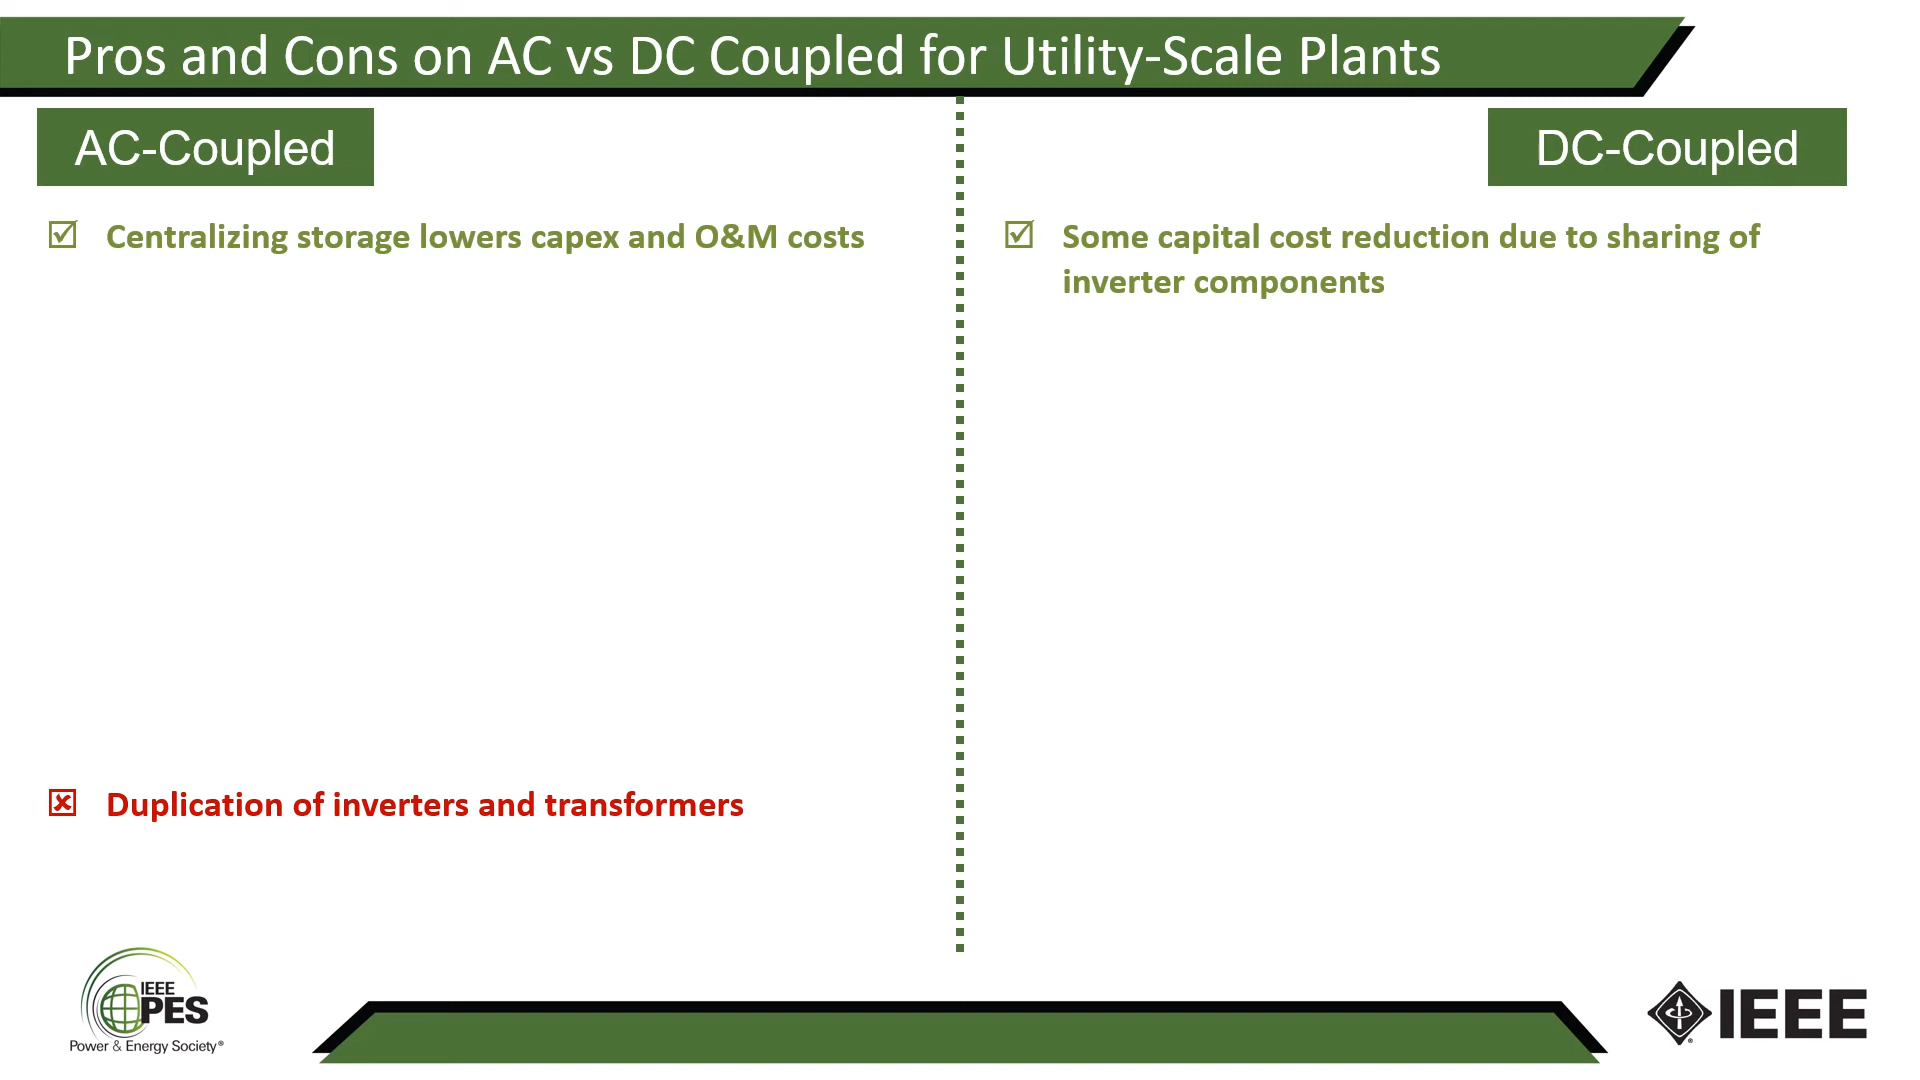 Pros and Cons on AC vs DC Coupled for Utility-Scale Plants
AC-Coupled
Centralizing storage lowers capex and O&M costs
Duplication of inverters and transformers
DC-Coupled
Some capital cost reduction due to sharing of
inverter components
IEEE
PES
Power & Energy Society®
IEEE